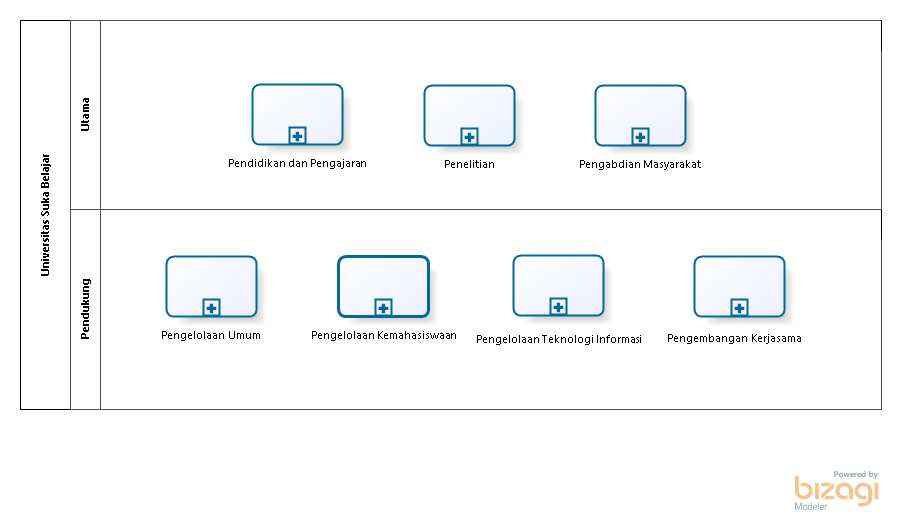 Universitas Suka Belajar
Utama
Pendidikan dan Pengajaran
Penelitian
Pengabdian Masyarakat
Pendukung
Pengelolaan Umum
Pengelolaan Kemahasiswaan
Pengelolaan Teknologi Informasi
Pengembangan Kerjasama
Powered by
bizagi
Modeler